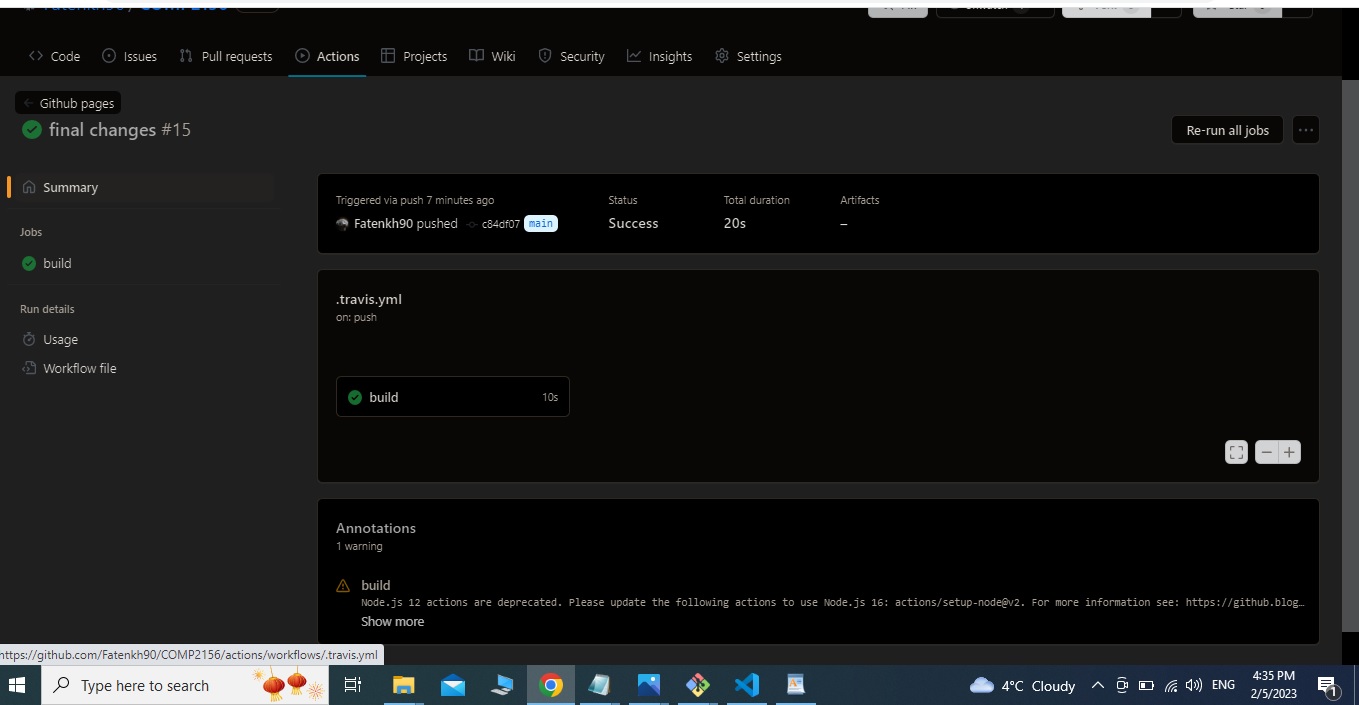 Code Issues Pull requests Actions Projects Wiki Insights Security Settings
Github pages
final changes #15
Re-run all jobs
Summary
Jobs
build
Run details
Usage
Workflow file
Triggered via push 7 minutes ago
Fatenkh90 pushed c84df07 main
Status
Success
Total duration
20s
Artifacts
–
.travis.yml
on: push
build 10s
Annotations
1 warning
build
Node.js 12 actions are deprecated. Please update the following actions to use Node.js 16: actions/setup-node@v2. For more information see: https://github.blog…
Show more
https://github.com/Fatenkh90/COMP2156/actions/workflows/.travis.yml
Type here to search
4°C Cloudy
ENG
4:35 PM
2/5/2023
1